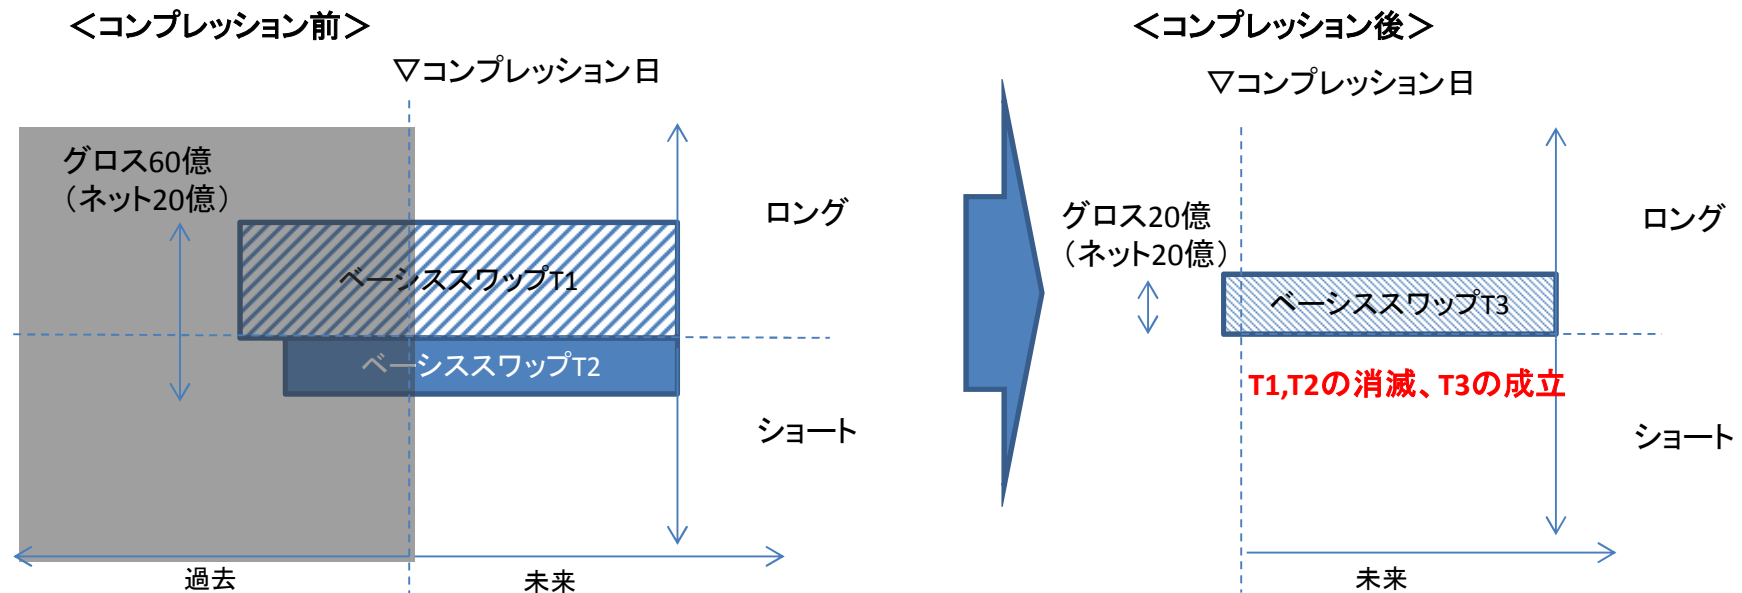 ＜コンプレッション前＞
▽コンプレッション日
グロス60億
（ネット20億）
ロング
ベーシススワップT1
ベーシススワップT2
ショート
過去
未来
＜コンプレッション後＞
▽コンプレッション日
グロス20億
（ネット20億）
ロング
ベーシススワップT3
T1,T2の消滅、T3の成立
ショート
未来